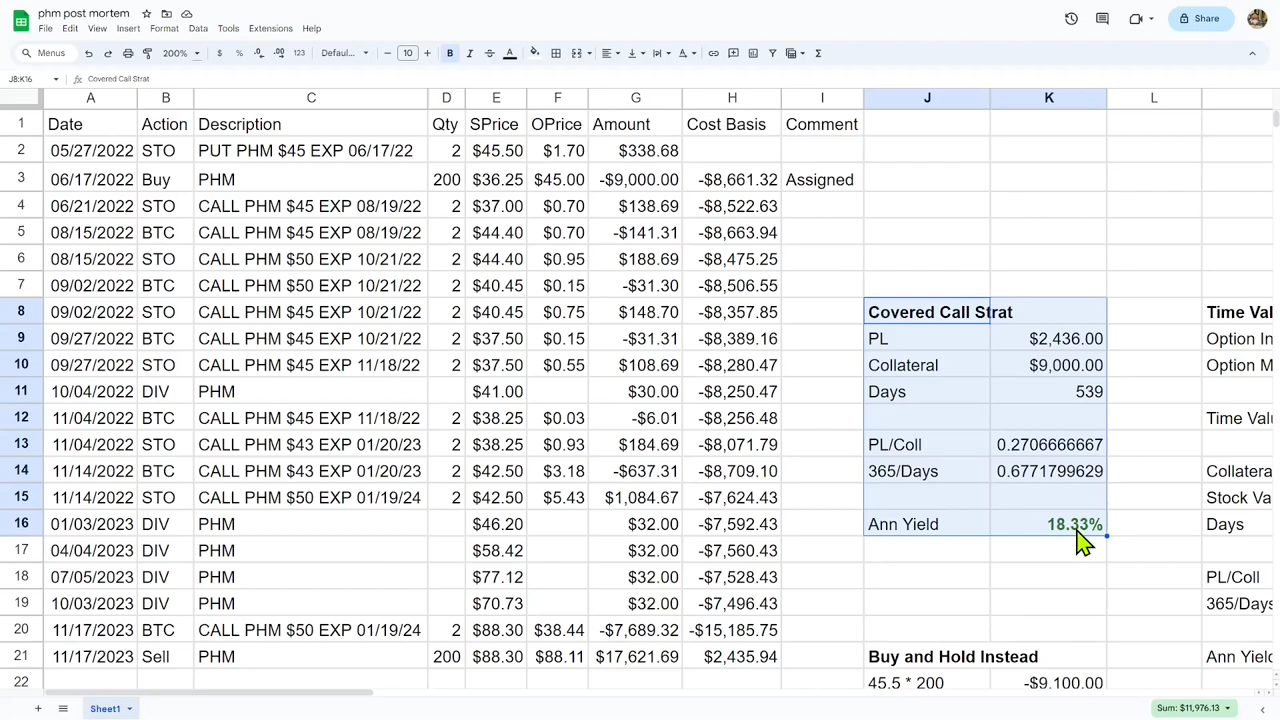 phm post mortem
File Edit View Insert Format Data Tools Extensions Help
Share
Menus 200% $ % .0 .00 123 Defaul... 10 B I A
J8:K16 fx Covered Call Strat
A B C D E F G H I J K L
1 Date Action Description Qty SPrice OPrice Amount Cost Basis Comment
2 05/27/2022 STO PUT PHM $45 EXP 06/17/22 2 $45.50 $1.70 $338.68
3 06/17/2022 Buy PHM 200 $36.25 $45.00 -$9,000.00 -$8,661.32 Assigned
4 06/21/2022 STO CALL PHM $45 EXP 08/19/22 2 $37.00 $0.70 $138.69 -$8,522.63
5 08/15/2022 BTC CALL PHM $45 EXP 08/19/22 2 $44.40 $0.70 -$141.31 -$8,663.94
6 08/15/2022 STO CALL PHM $50 EXP 10/21/22 2 $44.40 $0.95 $188.69 -$8,475.25
7 09/02/2022 BTC CALL PHM $50 EXP 10/21/22 2 $40.45 $0.15 -$31.30 -$8,506.55
8 09/02/2022 STO CALL PHM $45 EXP 10/21/22 2 $40.45 $0.75 $148.70 -$8,357.85 Covered Call Strat Time Val
9 09/27/2022 BTC CALL PHM $45 EXP 10/21/22 2 $37.50 $0.15 -$31.31 -$8,389.16 PL $2,436.00 Option In
10 09/27/2022 STO CALL PHM $45 EXP 11/18/22 2 $37.50 $0.55 $108.69 -$8,280.47 Collateral $9,000.00 Option M
11 10/04/2022 DIV PHM $41.00 $30.00 -$8,250.47 Days 539
12 11/04/2022 BTC CALL PHM $45 EXP 11/18/22 2 $38.25 $0.03 -$6.01 -$8,256.48 Time Valu
13 11/04/2022 STO CALL PHM $43 EXP 01/20/23 2 $38.25 $0.93 $184.69 -$8,071.79 PL/Coll 0.2706666667
14 11/14/2022 BTC CALL PHM $43 EXP 01/20/23 2 $42.50 $3.18 -$637.31 -$8,709.10 365/Days 0.6771799629 Collatera
15 11/14/2022 STO CALL PHM $50 EXP 01/19/24 2 $42.50 $5.43 $1,084.67 -$7,624.43 Stock Va
16 01/03/2023 DIV PHM $46.20 $32.00 -$7,592.43 Ann Yield 18.33% Days
17 04/04/2023 DIV PHM $58.42 $32.00 -$7,560.43
18 07/05/2023 DIV PHM $77.12 $32.00 -$7,528.43 PL/Coll
19 10/03/2023 DIV PHM $70.73 $32.00 -$7,496.43 365/Days
20 11/17/2023 BTC CALL PHM $50 EXP 01/19/24 2 $88.30 $38.44 -$7,689.32 -$15,185.75
21 11/17/2023 Sell PHM 200 $88.30 $88.11 $17,621.69 $2,435.94 Buy and Hold Instead Ann Yield
22 45.5 * 200 -$9,100.00
Sheet1 Sum: $11,976.13